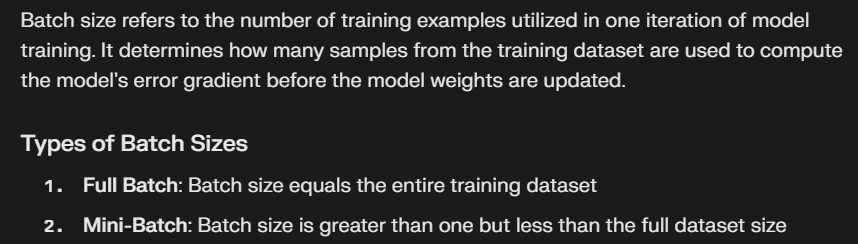 Batch size refers to the number of training examples utilized in one iteration of model
training. It determines how many samples from the training dataset are used to compute
the model's error gradient before the model weights are updated.
Types of Batch Sizes
1. Full Batch: Batch size equals the entire training dataset
2. Mini-Batch: Batch size is greater than one but less than the full dataset size